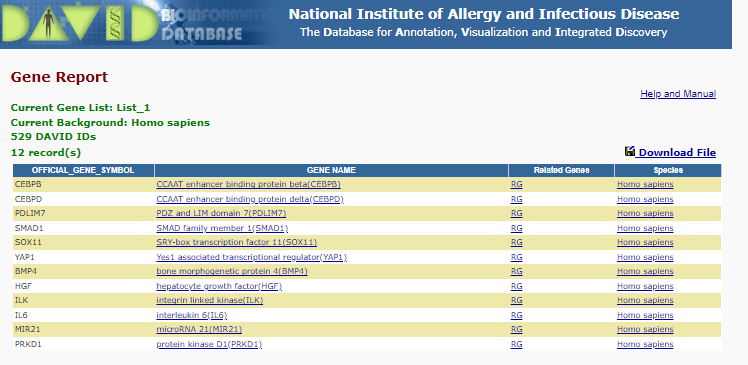 DAVID BIOINFORMATICS DATABASE
National Institute of Allergy and Infectious Disease
The Database for Annotation, Visualization and Integrated Discovery
Gene Report
Help and Manual
Current Gene List: List_1
Current Background: Homo sapiens
529 DAVID IDs
12 record(s)
Download File
OFFICIAL_GENE_SYMBOL GENE NAME Related Genes Species
CEBPB CCAAT enhancer binding protein beta(CEBPB) RG Homo sapiens
CEBPD CCAAT enhancer binding protein delta(CEBPD) RG Homo sapiens
PDLIM7 PDZ and LIM domain 7(PDLIM7) RG Homo sapiens
SMAD1 SMAD family member 1(SMAD1) RG Homo sapiens
SOX11 SRY-box transcription factor 11(SOX11) RG Homo sapiens
YAP1 Yes1 associated transcriptional regulator(YAP1) RG Homo sapiens
BMP4 bone morphogenetic protein 4(BMP4) RG Homo sapiens
HGF hepatocyte growth factor(HGF) RG Homo sapiens
ILK integrin linked kinase(ILK) RG Homo sapiens
IL6 interleukin 6(IL6) RG Homo sapiens
MIR21 microRNA 21(MIR21) RG Homo sapiens
PRKD1 protein kinase D1(PRKD1) RG Homo sapiens